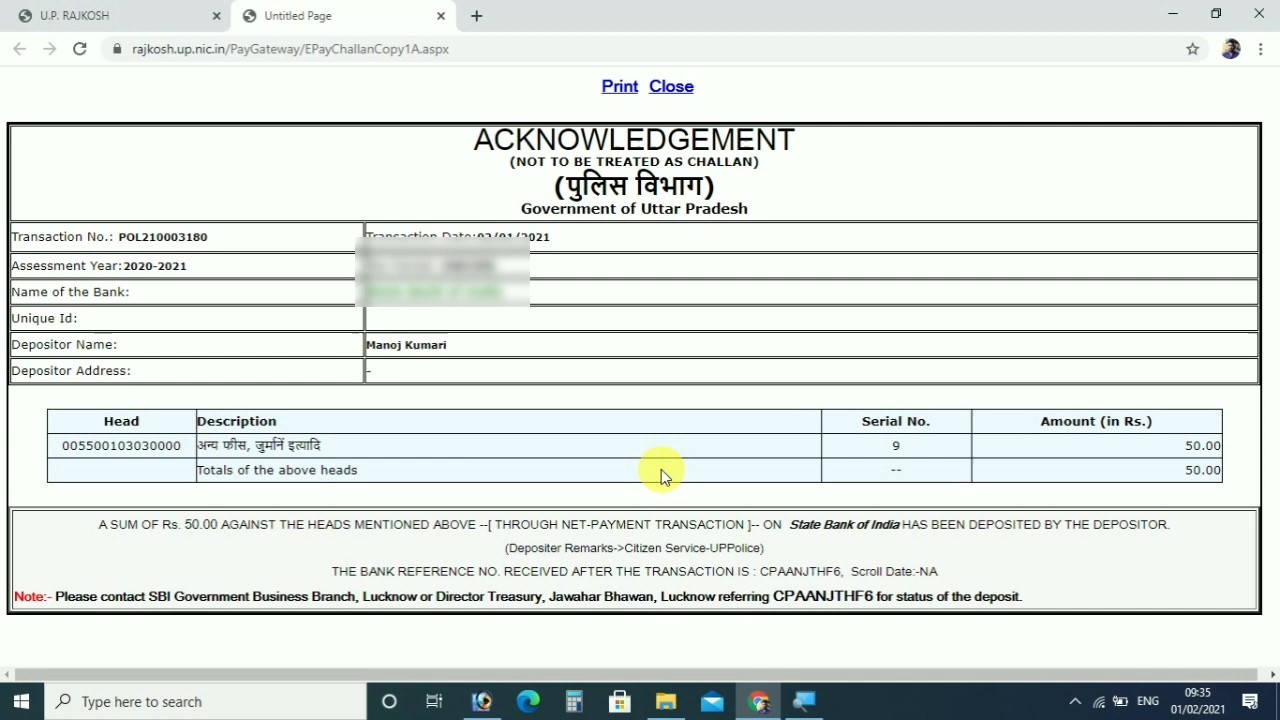 U.P. RAJKOSH
Untitled Page
rajkosh.up.nic.in/PayGateway/EPayChallanCopy1A.aspx
Print Close
ACKNOWLEDGEMENT
(NOT TO BE TREATED AS CHALLAN)
(पुलिस विभाग)
Government of Uttar Pradesh
Transaction No.: POL210003180 Transaction Date:02/01/2021
Assessment Year:2020-2021
Name of the Bank:
Unique Id:
Depositor Name: Manoj Kumari
Depositor Address: -
Head Description Serial No. Amount (in Rs.)
005500103030000 अन्य फीस, जुर्माने इत्यादि 9 50.00
Totals of the above heads -- 50.00
A SUM OF Rs. 50.00 AGAINST THE HEADS MENTIONED ABOVE --[ THROUGH NET-PAYMENT TRANSACTION ]-- ON State Bank of India HAS BEEN DEPOSITED BY THE DEPOSITOR.
(Depositer Remarks->Citizen Service-UPPolice)
THE BANK REFERENCE NO. RECEIVED AFTER THE TRANSACTION IS : CPAANJTHF6, Scroll Date:-NA
Note:- Please contact SBI Government Business Branch, Lucknow or Director Treasury, Jawahar Bhawan, Lucknow referring CPAANJTHF6 for status of the deposit.
Type here to search
ENG
09:35
01/02/2021